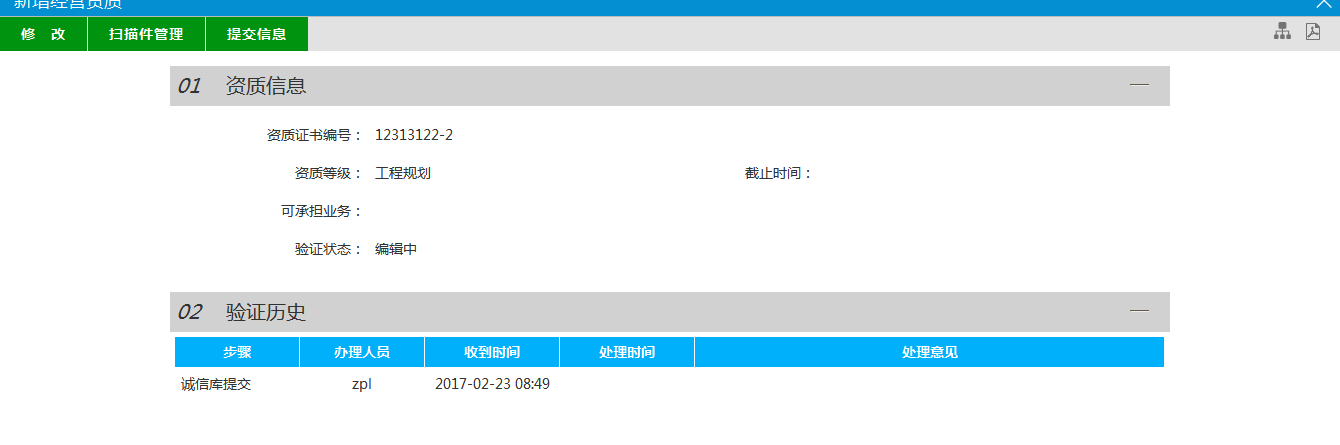 新增经营资质
修 改 扫描件管理 提交信息
01 资质信息
资质证书编号： 12313122-2
资质等级： 工程规划 截止时间：
可承担业务：
验证状态： 编辑中
02 验证历史
步骤 办理人员 收到时间 处理时间 处理意见
诚信库提交 zpl 2017-02-23 08:49